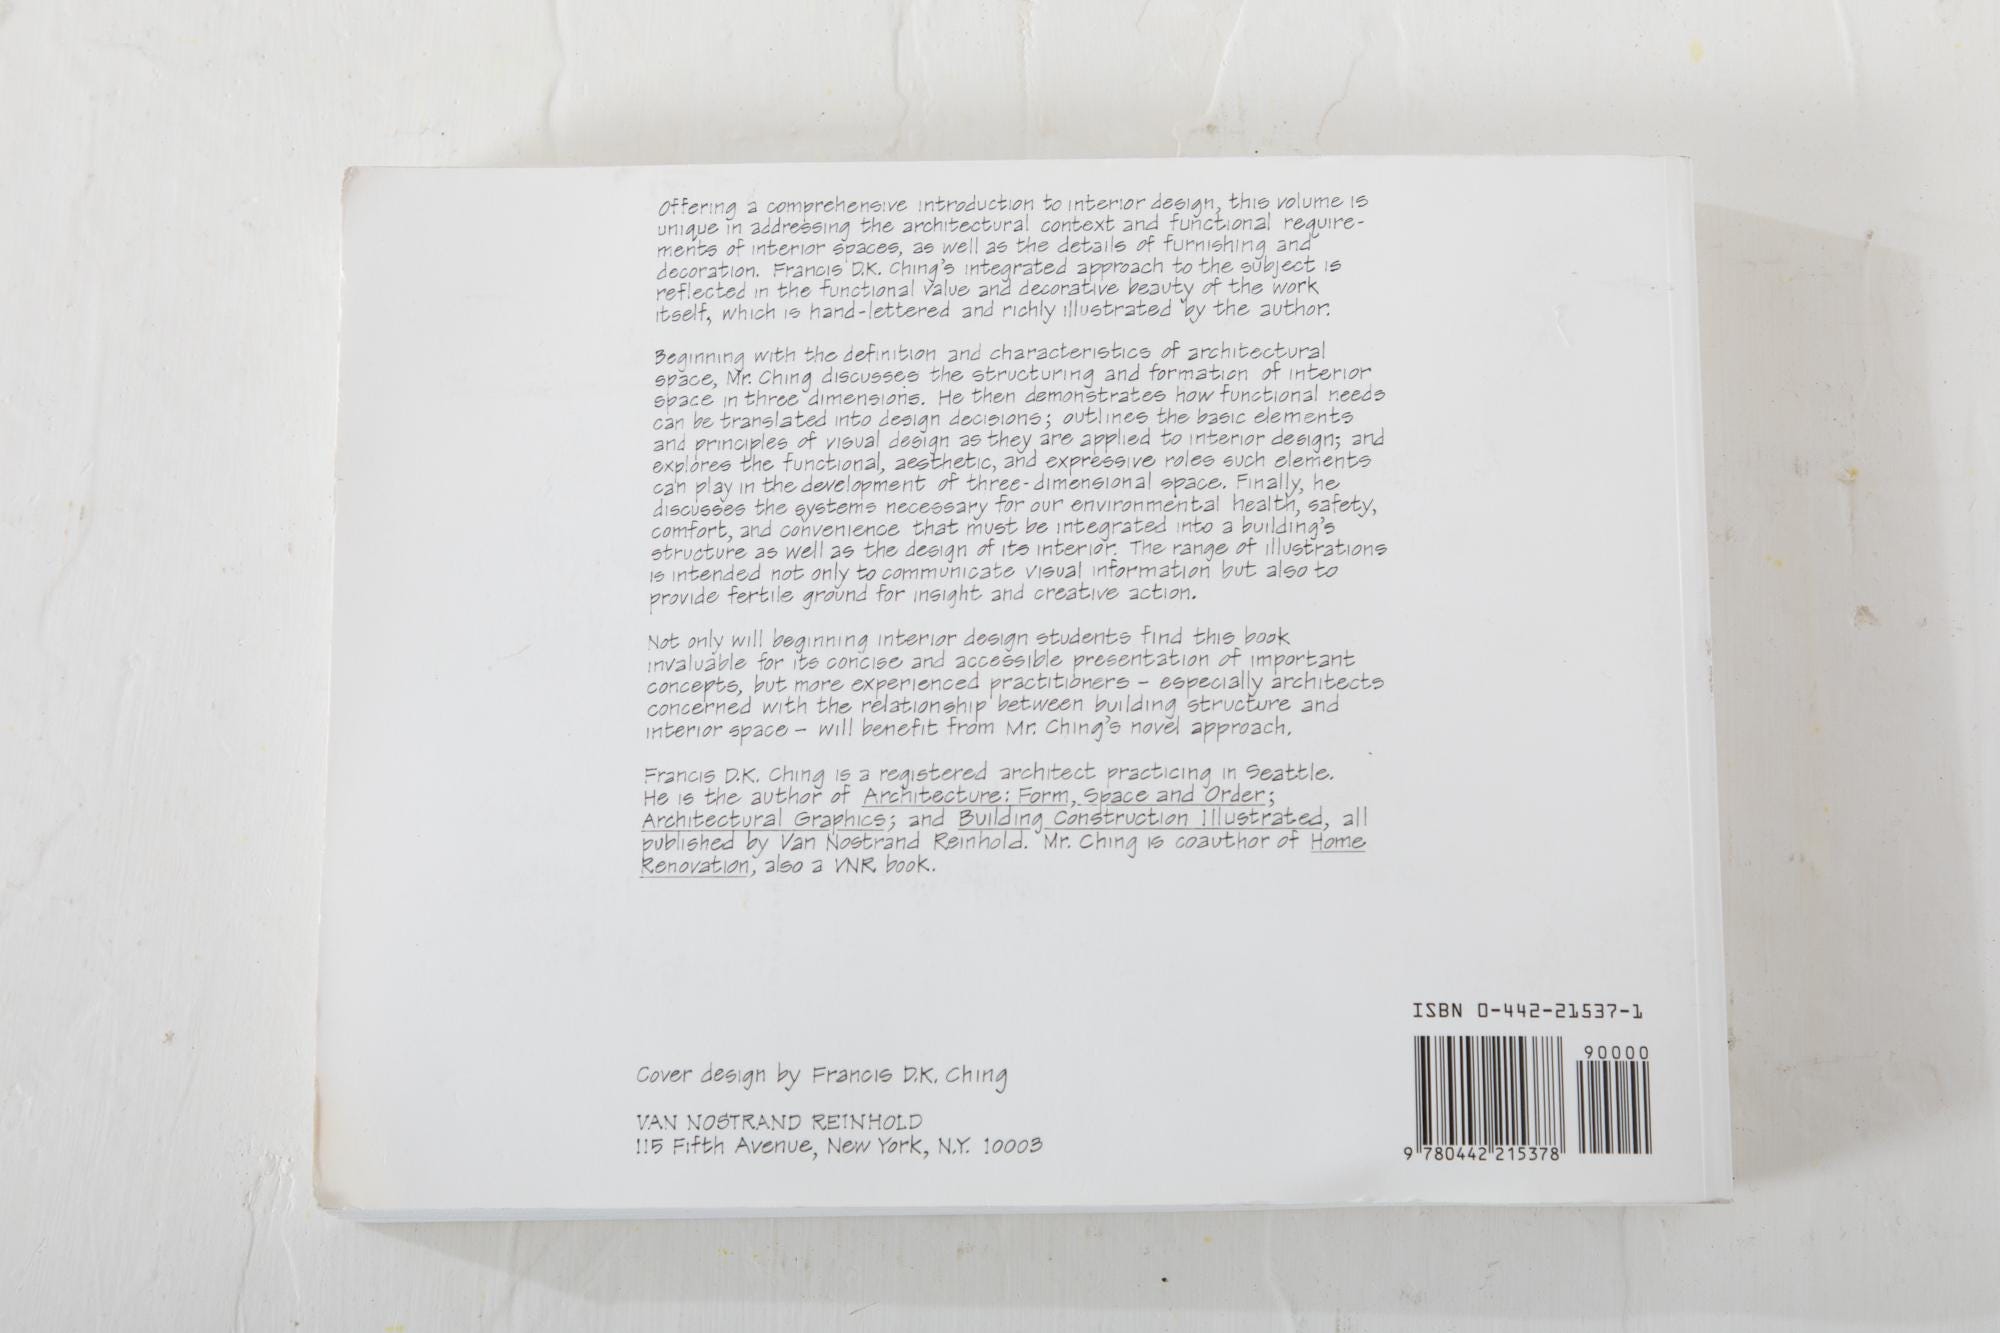 Offering a comprehensive introduction to interior design, this volume is
unique in addressing the architectural context and functional require-
ments of interior spaces, as well as the details of furnishing and
decoration. Francis D.K. Ching's integrated approach to the subject is
reflected in the functional value and decorative beauty of the work
itself, which is hand-lettered and richly illustrated by the author.
Beginning with the definition and characteristics of architectural
space, Mr. Ching discusses the structuring and formation of interior
space in three dimensions. He then demonstrates how functional needs
can be translated into design decisions; outlines the basic elements
and principles of visual design as they are applied to interior design; and
explores the functional, aesthetic, and expressive roles such elements
can play in the development of three-dimensional space. Finally, he
discusses the systems necessary for our environmental health, safety,
comfort, and convenience that must be integrated into a building's
structure as well as the design of its interior. The range of illustrations
is intended not only to communicate visual information but also to
provide fertile ground for insight and creative action.
Not only will beginning interior design students find this book
invaluable for its concise and accessible presentation of important
concepts, but more experienced practitioners - especially architects
concerned with the relationship between building structure and
interior space - will benefit from Mr. Ching's novel approach.
Francis D.K. Ching is a registered architect practicing in Seattle.
He is the author of Architecture: Form, Space and Order;
Architectural Graphics; and Building Construction Illustrated, all
published by Van Nostrand Reinhold. Mr. Ching is coauthor of Home
Renovation, also a VNR book.
Cover design by Francis D.K. Ching
VAN NOSTRAND REINHOLD
115 Fifth Avenue, New York, N.Y. 10003
ISBN 0-442-21537-1
90000
9 780442 215378